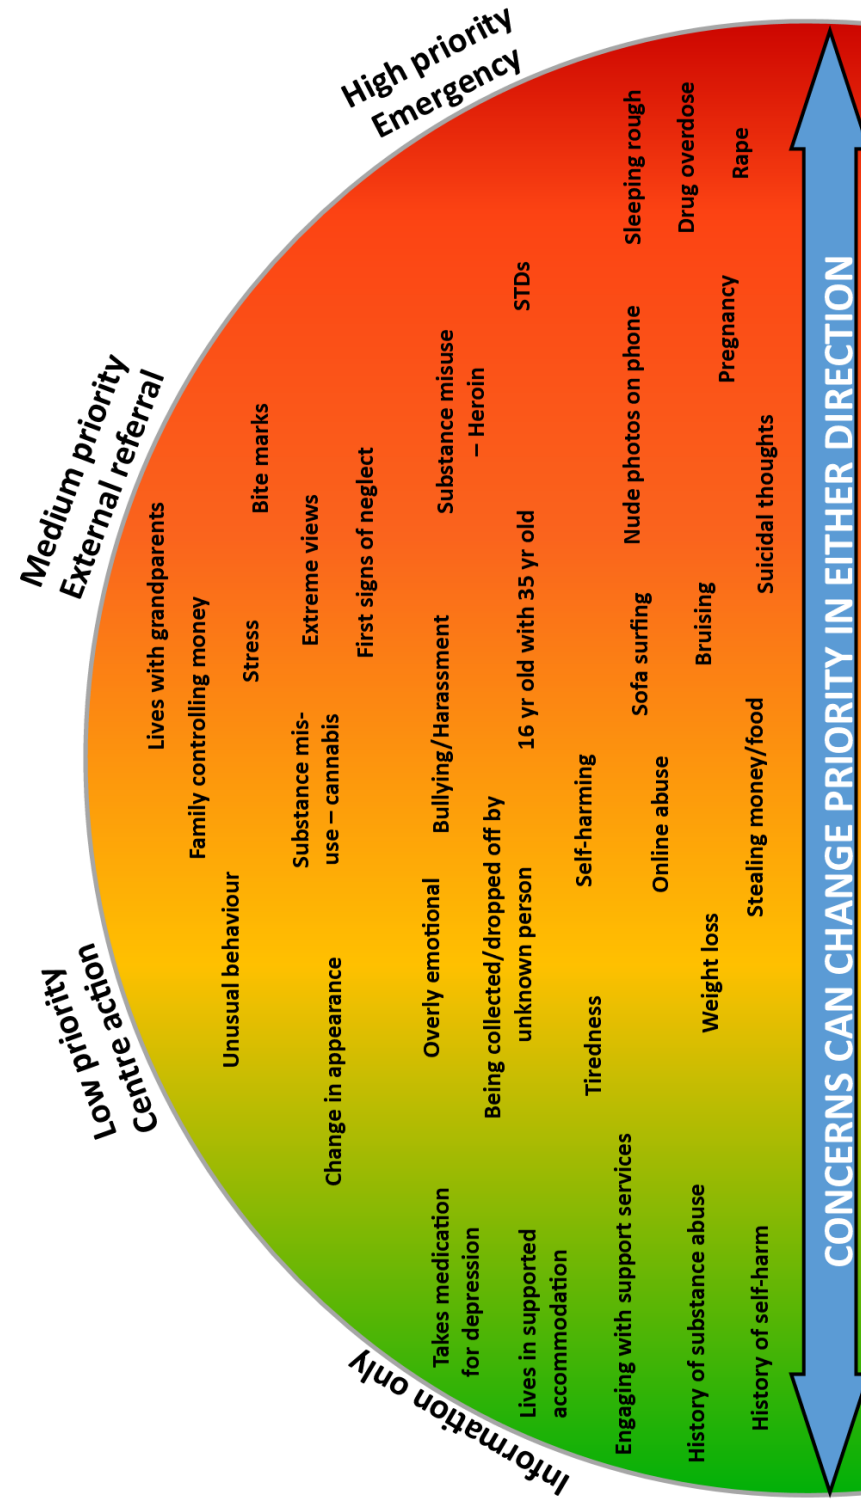 Information only
Low priority
Centre action
Medium priority
External referral
High priority
Emergency
Lives with grandparents
Family controlling money
Unusual behaviour
Stress
Bite marks
Substance mis-
use – cannabis
Extreme views
Change in appearance
First signs of neglect
Takes medication
for depression
Overly emotional
Bullying/Harassment
Substance misuse
– Heroin
Being collected/dropped off by
unknown person
Lives in supported
accommodation
16 yr old with 35 yr old
STDs
Tiredness
Self-harming
Engaging with support services
Sofa surfing
Nude photos on phone
Sleeping rough
Online abuse
History of substance abuse
Weight loss
Bruising
Drug overdose
Pregnancy
Rape
History of self-harm
Stealing money/food
Suicidal thoughts
CONCERNS CAN CHANGE PRIORITY IN EITHER DIRECTION